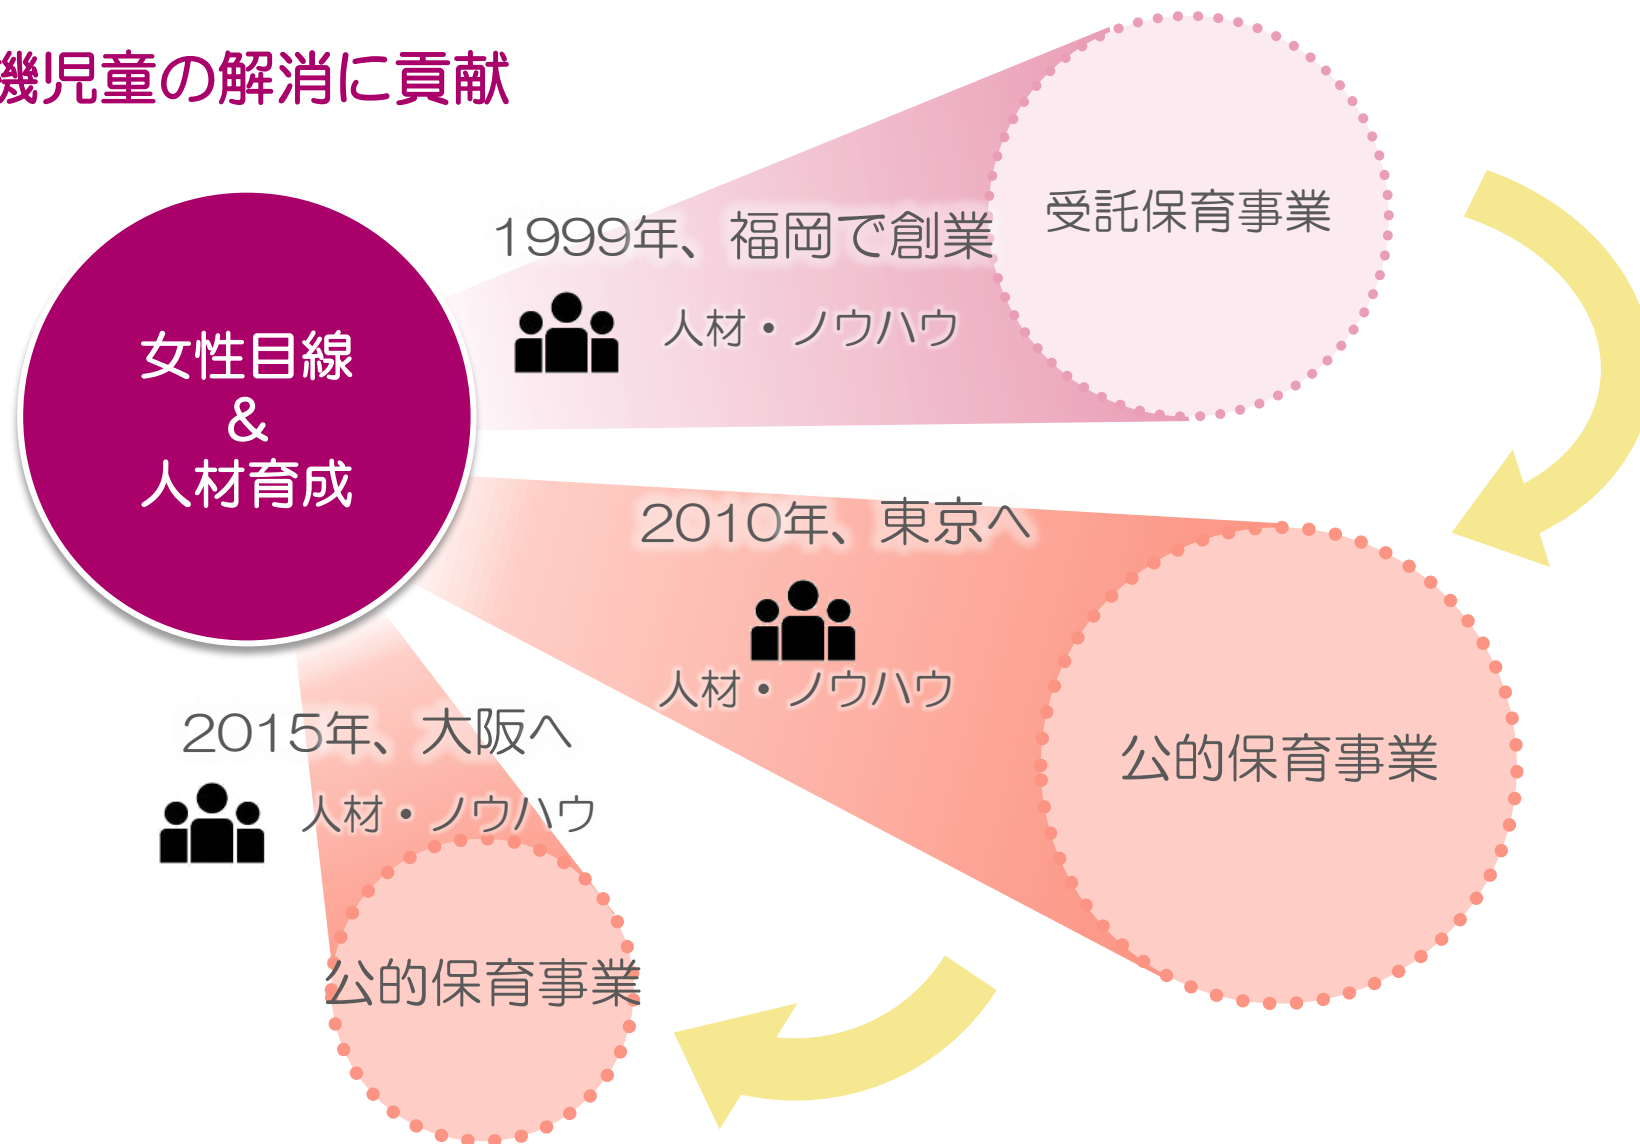 機児童の解消に貢献
1999年、福岡で創業
人材・ノウハウ
受託保育事業
女性目線
&
人材育成
2010年、東京へ
人材・ノウハウ
公的保育事業
2015年、大阪へ
人材・ノウハウ
公的保育事業